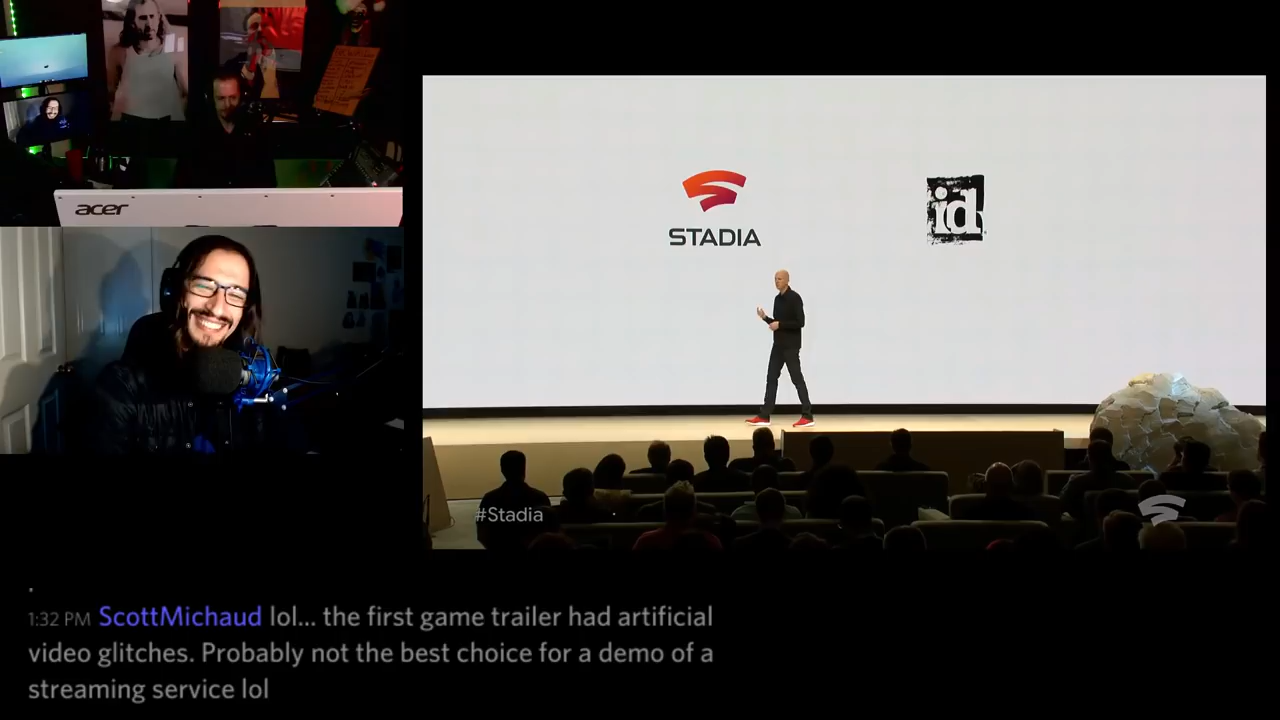 acer
STADIA
id
#Stadia
.
1:32 PM ScottMichaud lol... the first game trailer had artificial
video glitches. Probably not the best choice for a demo of a
streaming service lol